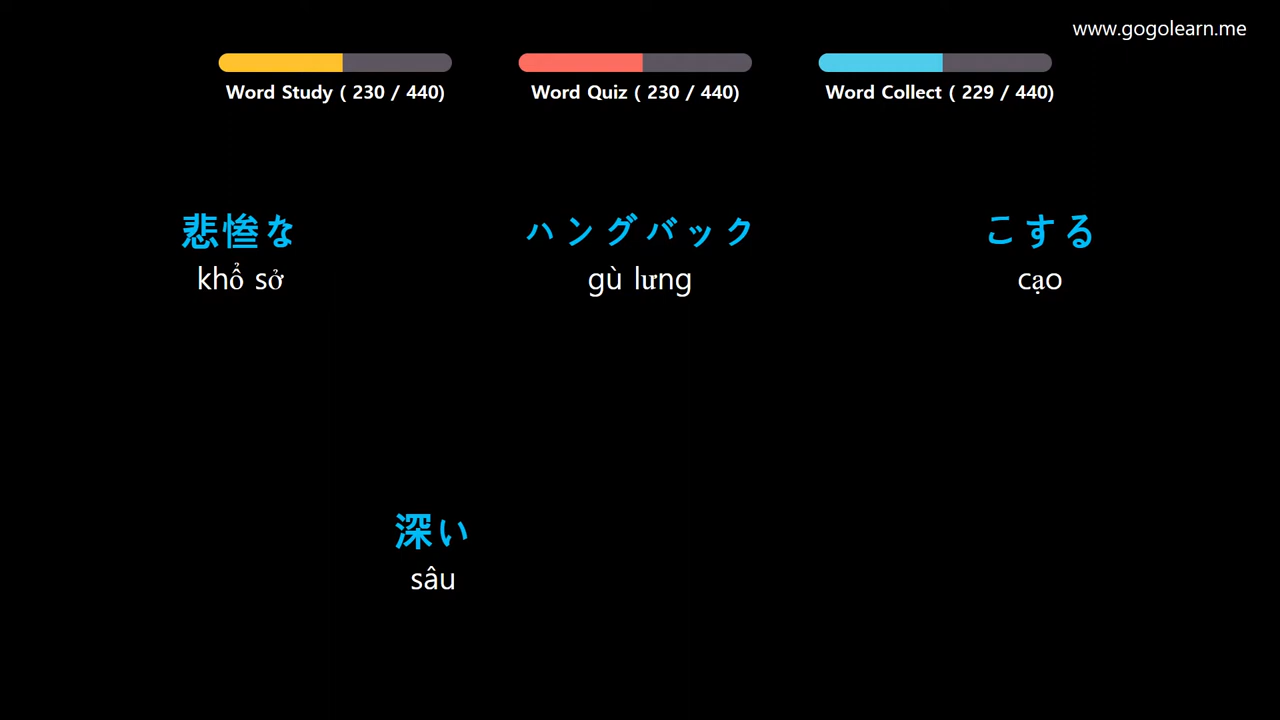 www.gogolearn.me
Word Study ( 230 / 440)
Word Quiz ( 230 / 440)
Word Collect ( 229 / 440)
悲惨な
khổ sở
ハングバック
gù lưng
こする
cạo
深い
sâu